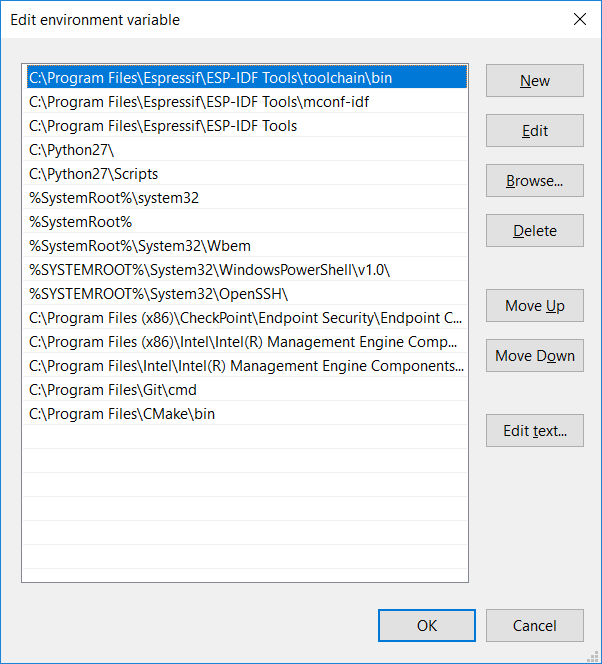 Edit environment variable
C:\Program Files\Espressif\ESP-IDF Tools\toolchain\bin
C:\Program Files\Espressif\ESP-IDF Tools\mconf-idf
C:\Program Files\Espressif\ESP-IDF Tools
C:\Python27\
C:\Python27\Scripts
%SystemRoot%\system32
%SystemRoot%
%SystemRoot%\System32\Wbem
%SYSTEMROOT%\System32\WindowsPowerShell\v1.0\
%SYSTEMROOT%\System32\OpenSSH\
C:\Program Files (x86)\CheckPoint\Endpoint Security\Endpoint C...
C:\Program Files (x86)\Intel\Intel(R) Management Engine Comp...
C:\Program Files\Intel\Intel(R) Management Engine Components...
C:\Program Files\Git\cmd
C:\Program Files\CMake\bin
New
Edit
Browse...
Delete
Move Up
Move Down
Edit text...
OK
Cancel